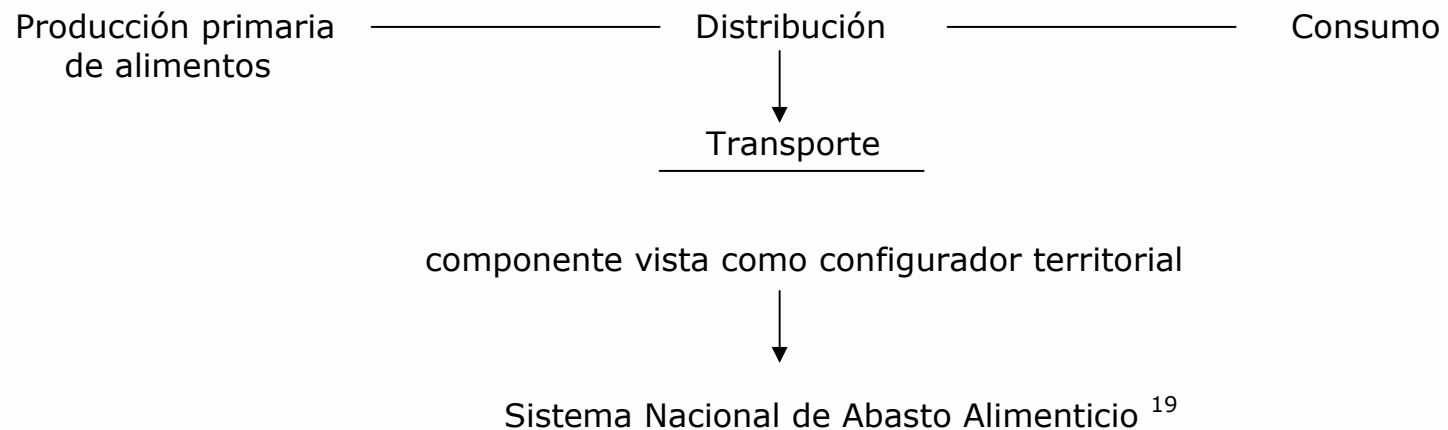 Producción primaria de alimentos
Distribución
Consumo
Transporte
componente vista como configurador territorial
Sistema Nacional de Abasto Alimenticio 19